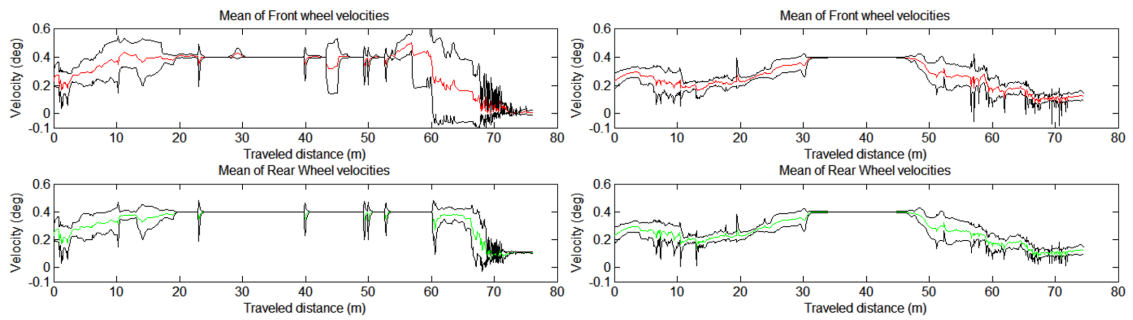 Mean of Front wheel velocities
0.6
0.4
0.2
0
-0.1
Velocity (deg)
0 10 20 30 40 50 60 70 80
Traveled distance (m)
Mean of Rear Wheel velocities
0.6
0.4
0.2
0
-0.1
Velocity (deg)
0 10 20 30 40 50 60 70 80
Traveled distance (m)
Mean of Front wheel velocities
0.6
0.4
0.2
0
-0.1
Velocity (deg)
0 10 20 30 40 50 60 70 80
Traveled distance (m)
Mean of Rear Wheel velocities
0.6
0.4
0.2
0
-0.1
Velocity (deg)
0 10 20 30 40 50 60 70 80
Traveled distance (m)